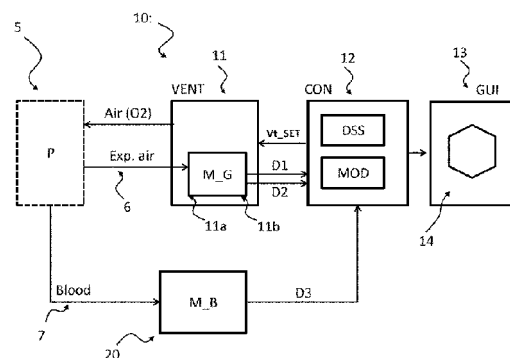 10:
5
11
12
13
VENT
CON
GUI
Air (O2)
P
Vt_SET
DSS
Exp. air
M_G
D1
MOD
D2
6
11a
11b
14
Blood
M_B
D3
7
20